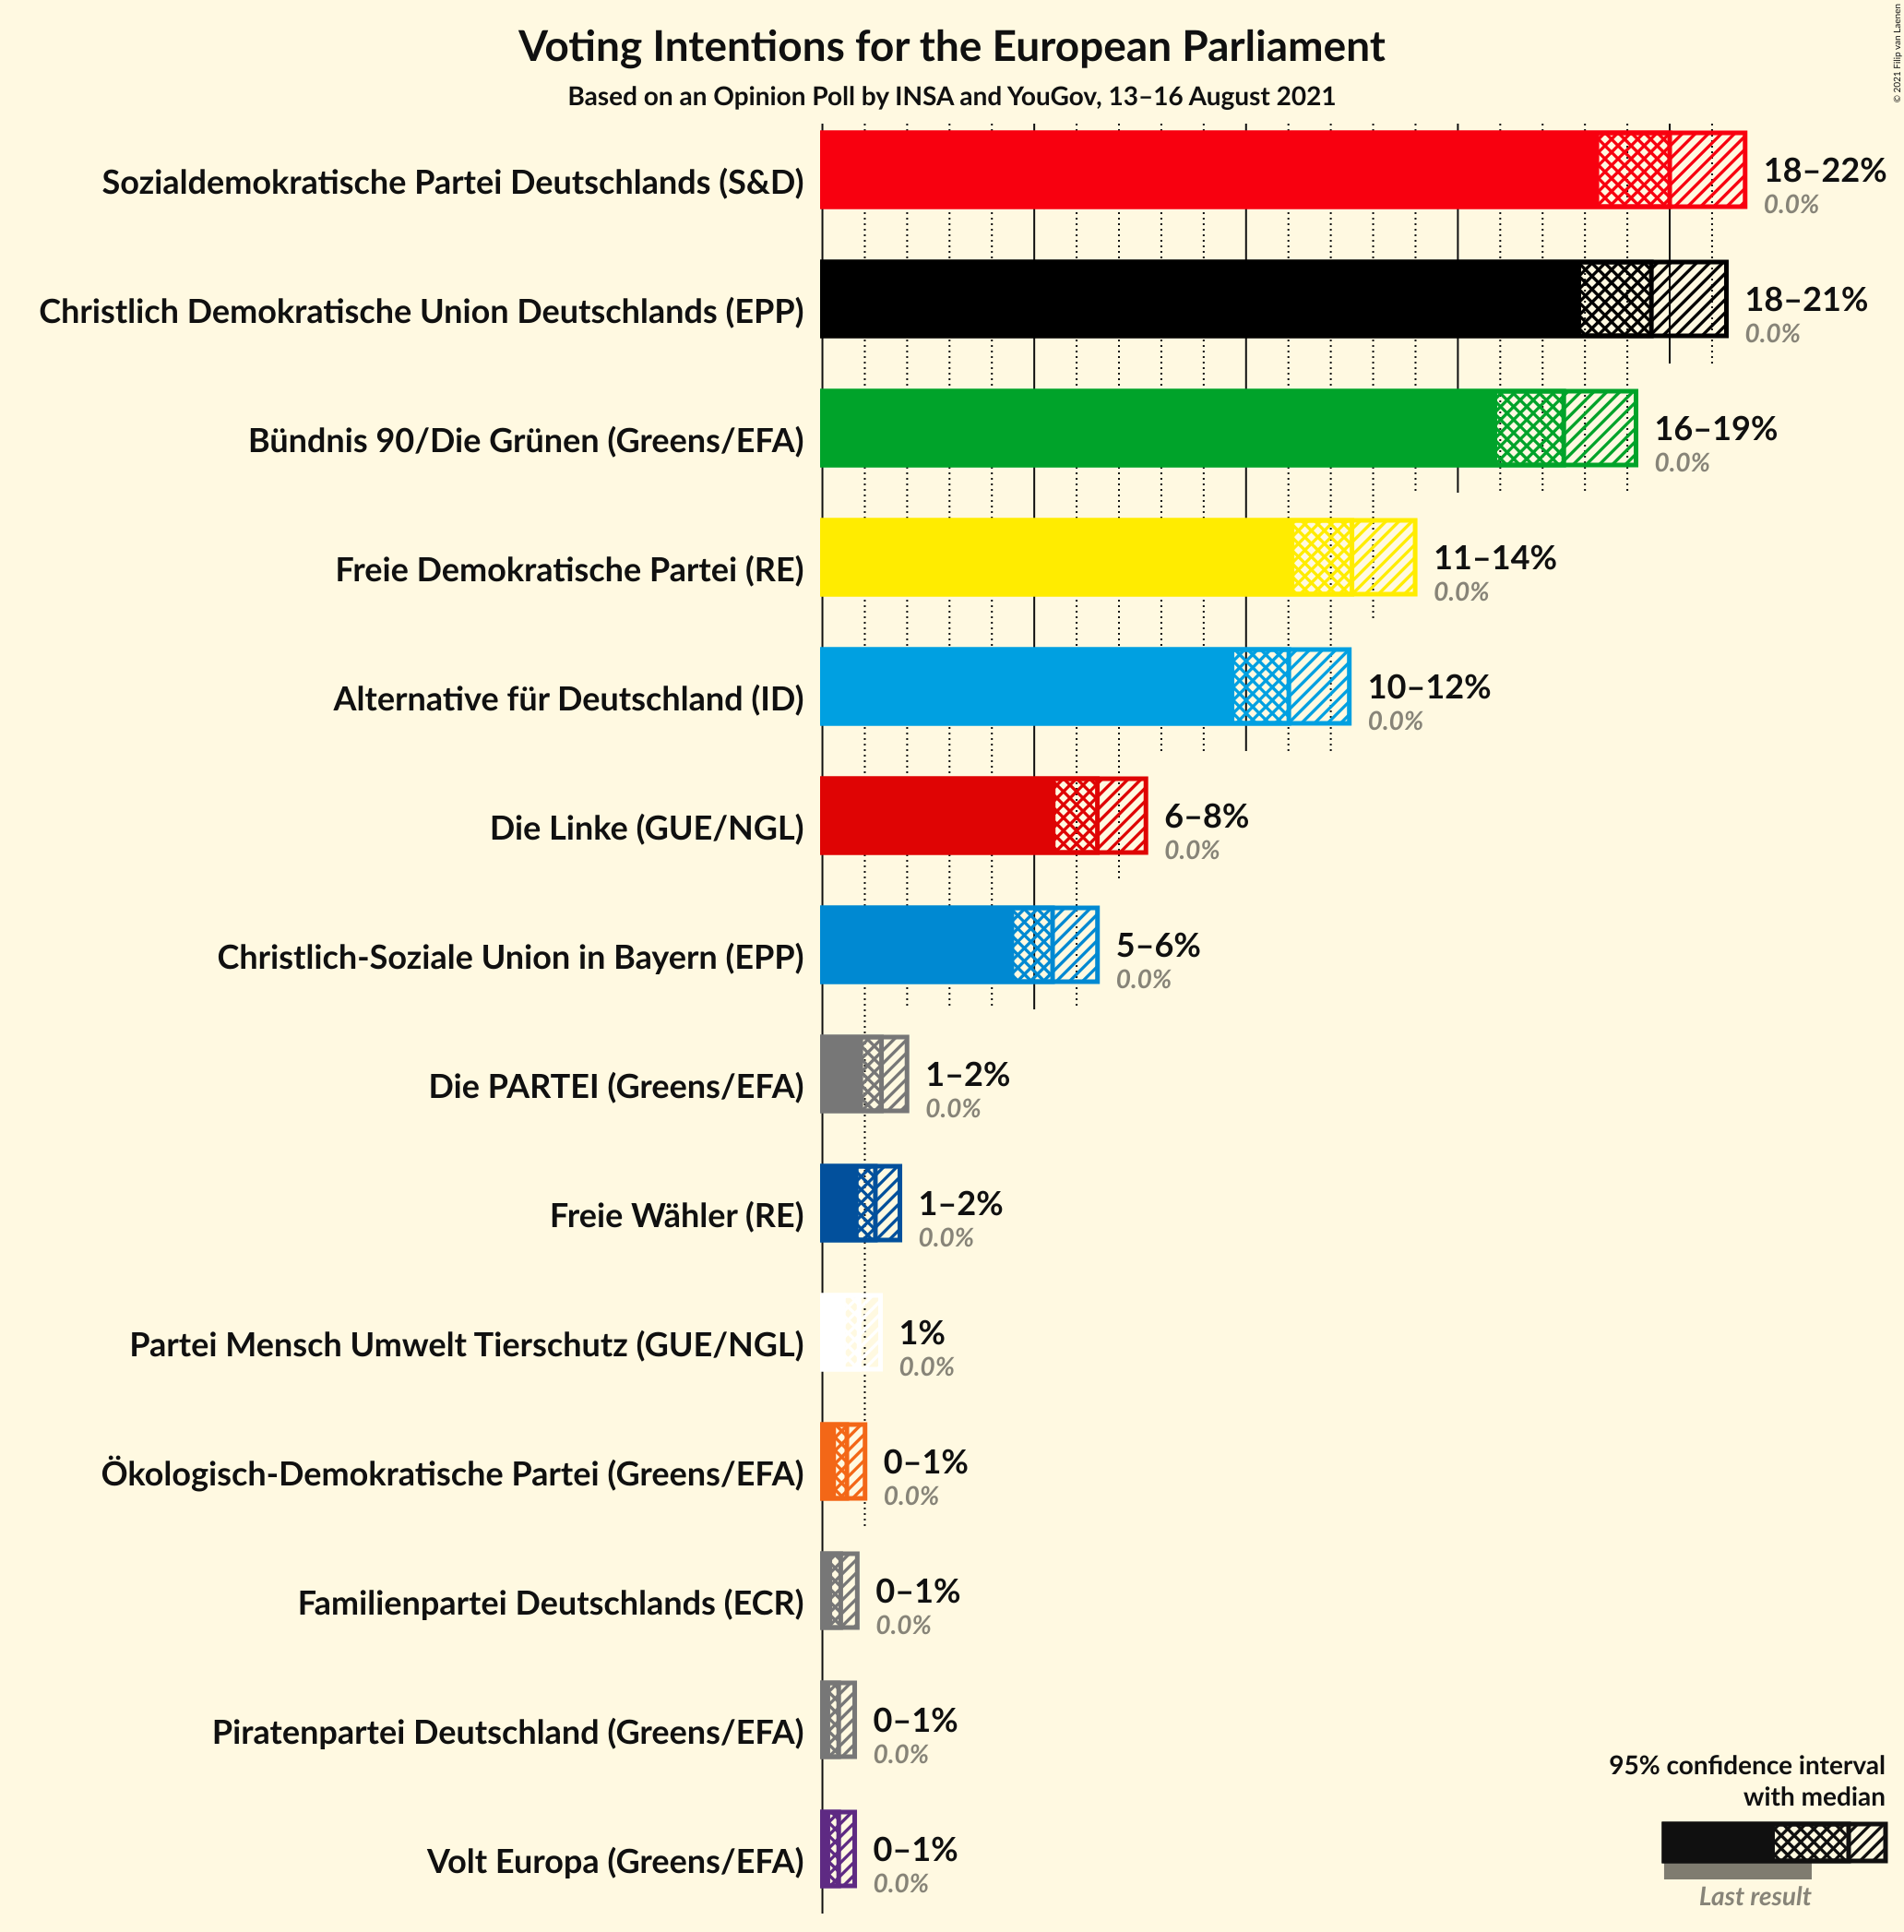 Voting Intentions for the European Parliament
Based on an Opinion Poll by INSA and YouGov, 13–16 August 2021
© 2021 Filip van Laenen
Sozialdemokratische Partei Deutschlands (S&D)
18–22%
0.0%
Christlich Demokratische Union Deutschlands (EPP)
18–21%
0.0%
Bündnis 90/Die Grünen (Greens/EFA)
16–19%
0.0%
Freie Demokratische Partei (RE)
11–14%
0.0%
Alternative für Deutschland (ID)
10–12%
0.0%
Die Linke (GUE/NGL)
6–8%
0.0%
Christlich-Soziale Union in Bayern (EPP)
5–6%
0.0%
Die PARTEI (Greens/EFA)
1–2%
0.0%
Freie Wähler (RE)
1–2%
0.0%
Partei Mensch Umwelt Tierschutz (GUE/NGL)
1%
0.0%
Ökologisch-Demokratische Partei (Greens/EFA)
0–1%
0.0%
Familienpartei Deutschlands (ECR)
0–1%
0.0%
Piratenpartei Deutschland (Greens/EFA)
0–1%
0.0%
Volt Europa (Greens/EFA)
0–1%
0.0%
95% confidence interval
with median
Last result